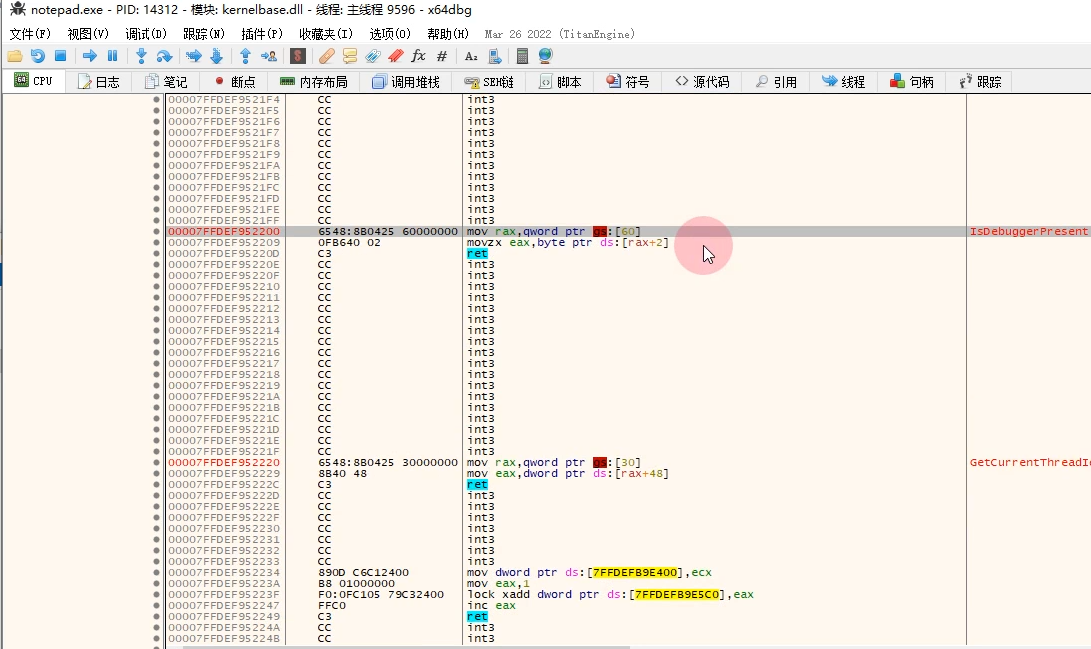 notepad.exe - PID: 14312 - 模块: kernelbase.dll - 线程: 主线程 9596 - x64dbg
文件(F) 视图(V) 调试(D) 跟踪(N) 插件(P) 收藏夹(I) 选项(O) 帮助(H) Mar 26 2022 (TitanEngine)
CPU 日志 笔记 断点 内存布局 调用堆栈 SEH链 脚本 符号 源代码 引用 线程 句柄 跟踪
00007FFDEF9521F4 CC int3
00007FFDEF9521F5 CC int3
00007FFDEF9521F6 CC int3
00007FFDEF9521F7 CC int3
00007FFDEF9521F8 CC int3
00007FFDEF9521F9 CC int3
00007FFDEF9521FA CC int3
00007FFDEF9521FB CC int3
00007FFDEF9521FC CC int3
00007FFDEF9521FD CC int3
00007FFDEF9521FE CC int3
00007FFDEF9521FF CC int3
00007FFDEF952200 6548:8B0425 60000000 mov rax,qword ptr gs:[60] IsDebuggerPresent
00007FFDEF952209 0FB640 02 movzx eax,byte ptr ds:[rax+2]
00007FFDEF95220D C3 ret
00007FFDEF95220E CC int3
00007FFDEF95220F CC int3
00007FFDEF952210 CC int3
00007FFDEF952211 CC int3
00007FFDEF952212 CC int3
00007FFDEF952213 CC int3
00007FFDEF952214 CC int3
00007FFDEF952215 CC int3
00007FFDEF952216 CC int3
00007FFDEF952217 CC int3
00007FFDEF952218 CC int3
00007FFDEF952219 CC int3
00007FFDEF95221A CC int3
00007FFDEF95221B CC int3
00007FFDEF95221C CC int3
00007FFDEF95221D CC int3
00007FFDEF95221E CC int3
00007FFDEF95221F CC int3
00007FFDEF952220 6548:8B0425 30000000 mov rax,qword ptr gs:[30] GetCurrentThreadI
00007FFDEF952229 8B40 48 mov eax,dword ptr ds:[rax+48]
00007FFDEF95222C C3 ret
00007FFDEF95222D CC int3
00007FFDEF95222E CC int3
00007FFDEF95222F CC int3
00007FFDEF952230 CC int3
00007FFDEF952231 CC int3
00007FFDEF952232 CC int3
00007FFDEF952233 CC int3
00007FFDEF952234 890D C6C12400 mov dword ptr ds:[7FFDEFB9E400],ecx
00007FFDEF95223A B8 01000000 mov eax,1
00007FFDEF95223F F0:0FC105 79C32400 lock xadd dword ptr ds:[7FFDEFB9E5C0],eax
00007FFDEF952247 FFC0 inc eax
00007FFDEF952249 C3 ret
00007FFDEF95224A CC int3
00007FFDEF95224B CC int3